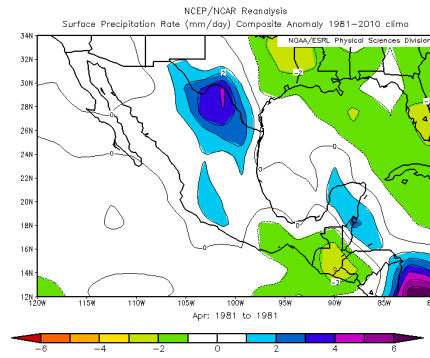 NCEP/NCAR Reanalysis
Surface Precipitation Rate (mm/day) Composite Anomaly 1981-2010 climo
NOAA/ESRL Physical Sciences Division
34N
32N
30N
28N
26N
24N
22N
20N
18N
16N
14N
12N
120W 115W 110W 105W 100W 95W 90W 85W
Apr: 1981 to 1981
-6 -4 -2 0 2 4 6